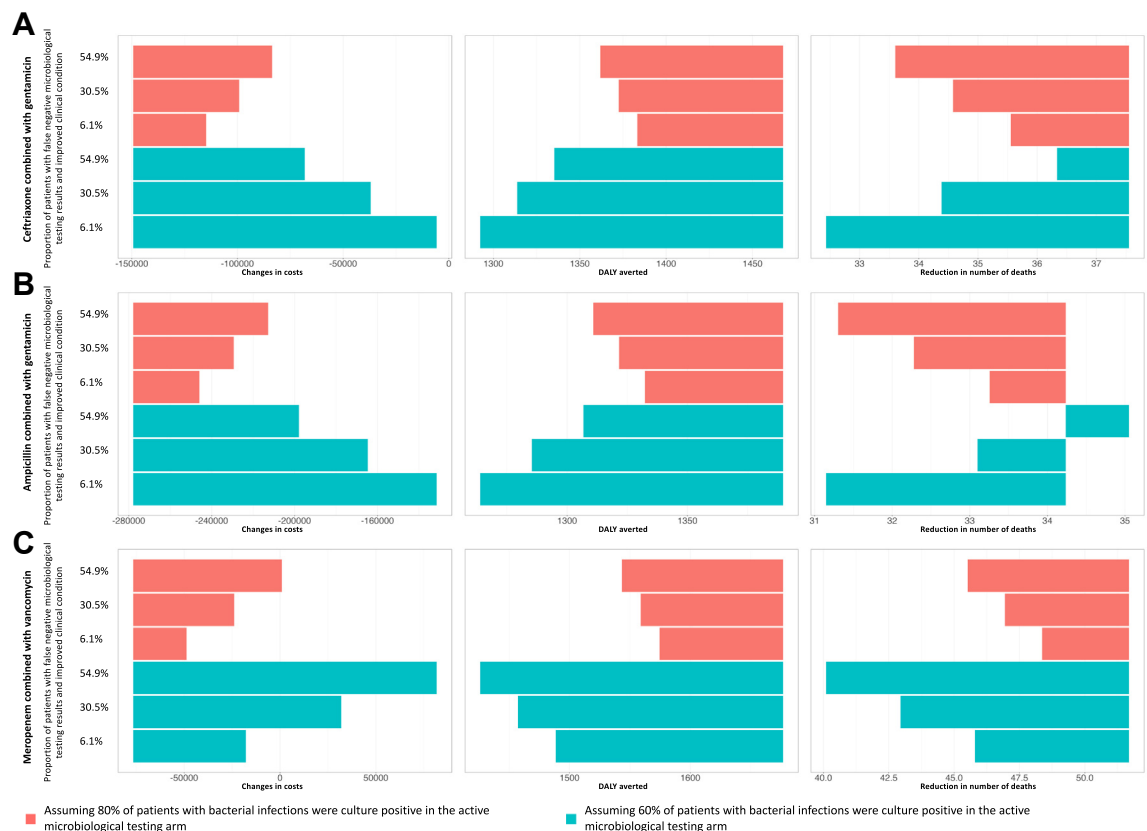 A
Ceftriaxone combined with gentamicin
Proportion of patients with false negative microbiological
testing results and improved clinical condition
54.9%
30.5%
6.1%
54.9%
30.5%
6.1%
-150000 -100000 -50000 0
Changes in costs
1300 1350 1400 1450
DALY averted
33 34 35 36 37
Reduction in number of deaths
B
Ampicillin combined with gentamicin
Proportion of patients with false negative microbiological
testing results and improved clinical condition
54.9%
30.5%
6.1%
54.9%
30.5%
6.1%
-280000 -240000 -200000 -160000
Changes in costs
1300 1350
DALY averted
31 32 33 34 35
Reduction in number of deaths
C
Meropenem combined with vancomycin
Proportion of patients with false negative microbiological
testing results and improved clinical condition
54.9%
30.5%
6.1%
54.9%
30.5%
6.1%
-50000 0 50000
Changes in costs
1500 1600
DALY averted
40.0 42.5 45.0 47.5 50.0
Reduction in number of deaths
Assuming 80% of patients with bacterial infections were culture positive in the active
microbiological testing arm
Assuming 60% of patients with bacterial infections were culture positive in the active
microbiological testing arm